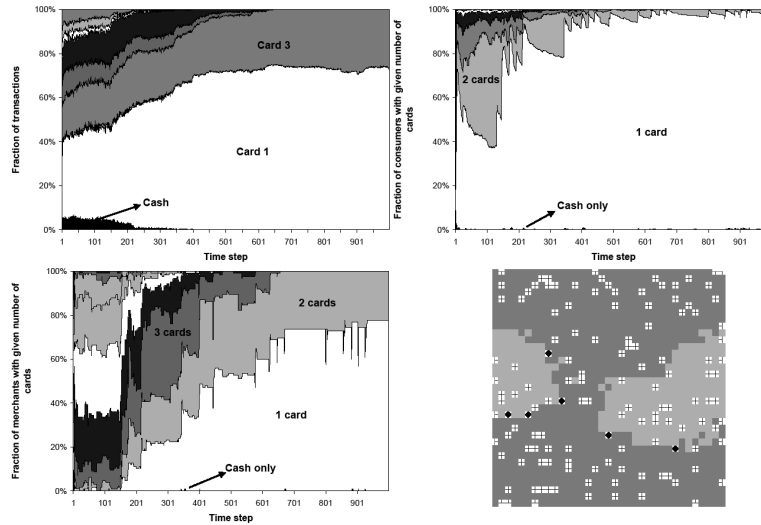 Fraction of transactions
100%
80%
60%
40%
20%
0%
Card 3
Card 1
Cash
1 101 201 301 401 501 601 701 801 901
Time step
Fraction of consumers with given number of
cards
100%
80%
60%
40%
20%
0%
2 cards
1 card
Cash only
1 101 201 301 401 501 601 701 801 901
Time step
Fraction of merchants with given number of
cards
100%
80%
60%
40%
20%
0%
2 cards
3 cards
1 card
Cash only
1 101 201 301 401 501 601 701 801 901
Time step